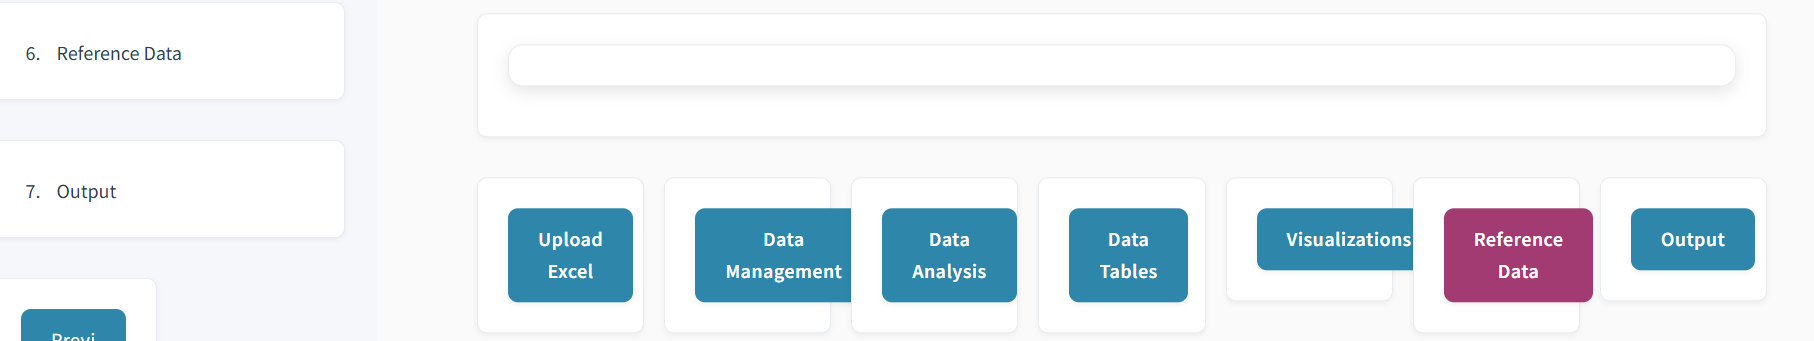 6. Reference Data
7. Output
Previ
Upload
Excel
Data
Management
Data
Analysis
Data
Tables
Visualizations
Reference
Data
Output